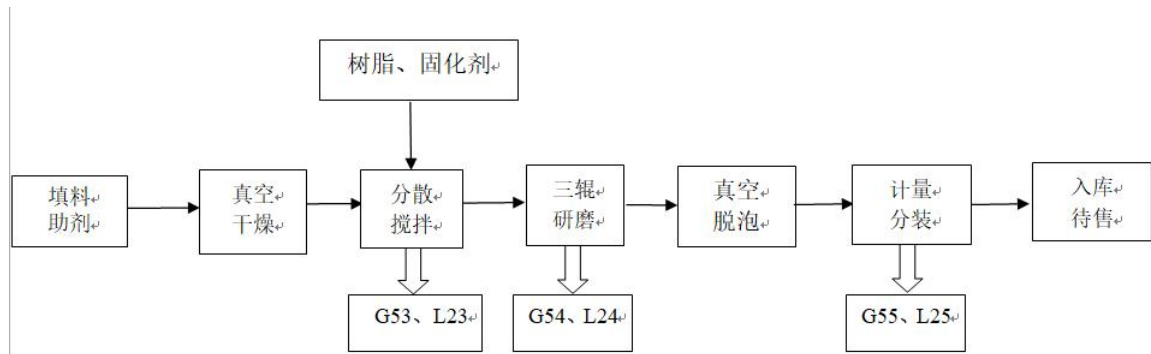 树脂、固化剂
填料
助剂
真空
干燥
分散
搅拌
三辊
研磨
真空
脱泡
计量
分装
入库
待售
G53、L23
G54、L24
G55、L25